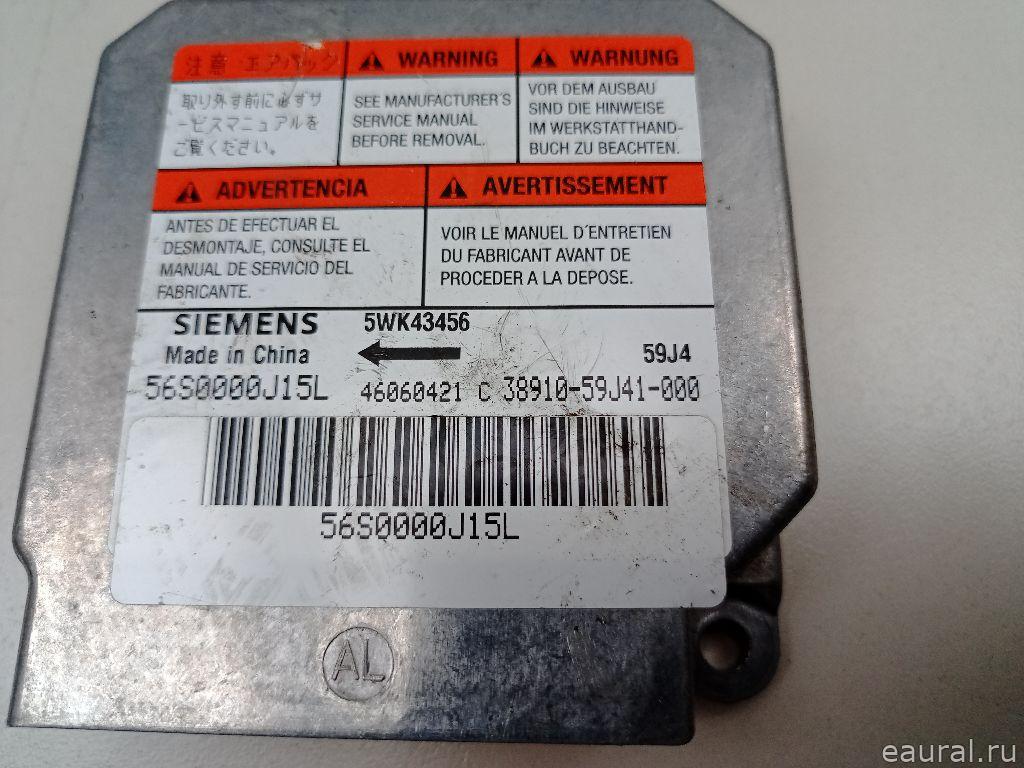 注意 エアバッグ
取り外す前に必ずサ
ービスマニュアルを
ご覧ください。
WARNING
SEE MANUFACTURER'S
SERVICE MANUAL
BEFORE REMOVAL.
WARNUNG
VOR DEM AUSBAU
SIND DIE HINWEISE
IM WERKSTATTHAND-
BUCH ZU BEACHTEN.
ADVERTENCIA
ANTES DE EFECTUAR EL
DESMONTAJE, CONSULTE EL
MANUAL DE SERVICIO DEL
FABRICANTE.
AVERTISSEMENT
VOIR LE MANUEL D'ENTRETIEN
DU FABRICANT AVANT DE
PROCEDER A LA DEPOSE.
SIEMENS 5WK43456
Made in China 59J4
56S0000J15L 46060421 C 38910-59J41-000
56S0000J15L
AL
eaural.ru